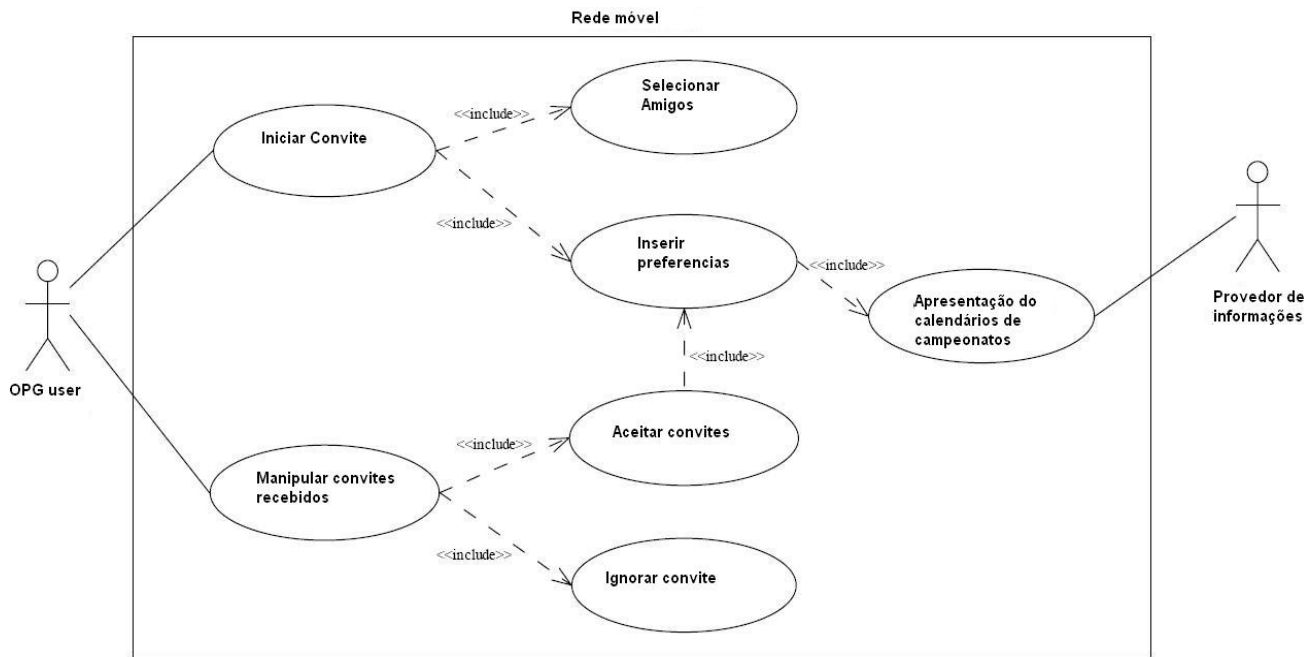 Rede móvel
Selecionar
Amigos
<<include>>
Iniciar Convite
<<include>>
Inserir
preferencias
<<include>>
Apresentação do
calendários de
campeonatos
Provedor de
informações
<<include>>
OPG user
Aceitar convites
<<include>>
Manipular convites
recebidos
<<include>>
Ignorar convite